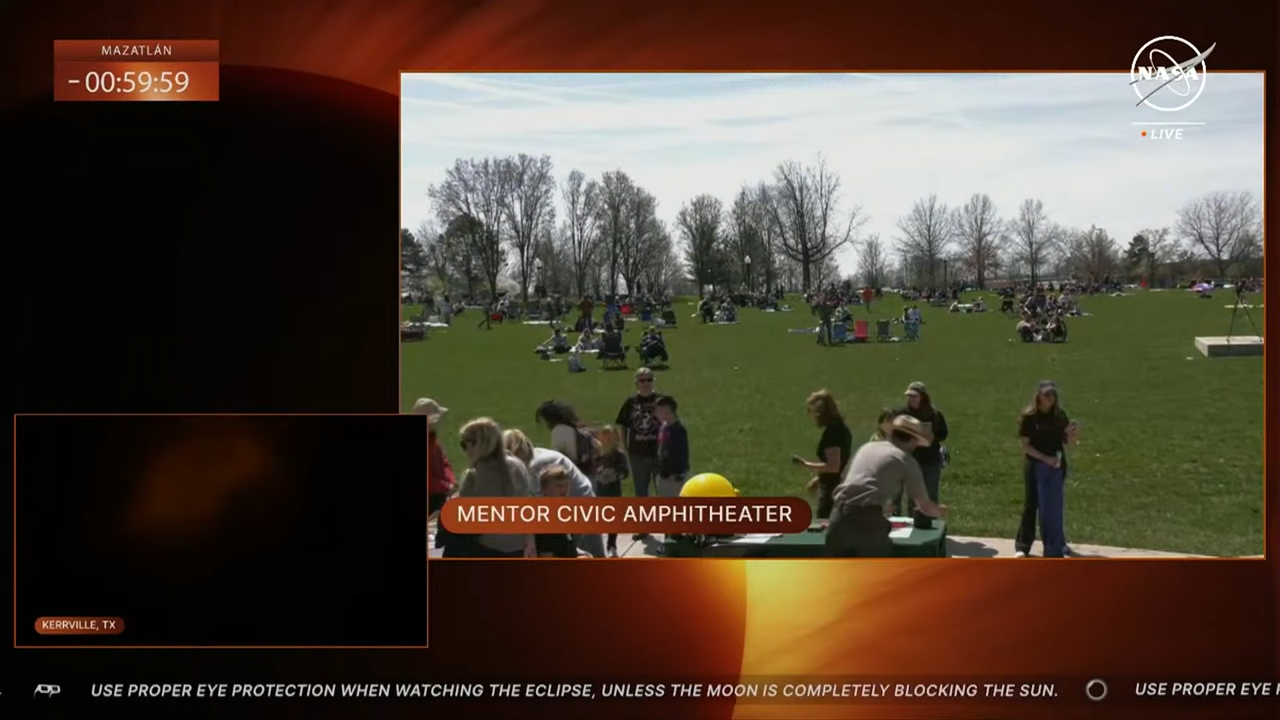 MAZATLÁN
-00:59:59
NASA
LIVE
MENTOR CIVIC AMPHITHEATER
KERRVILLE, TX
USE PROPER EYE PROTECTION WHEN WATCHING THE ECLIPSE, UNLESS THE MOON IS COMPLETELY BLOCKING THE SUN. USE PROPER EYE